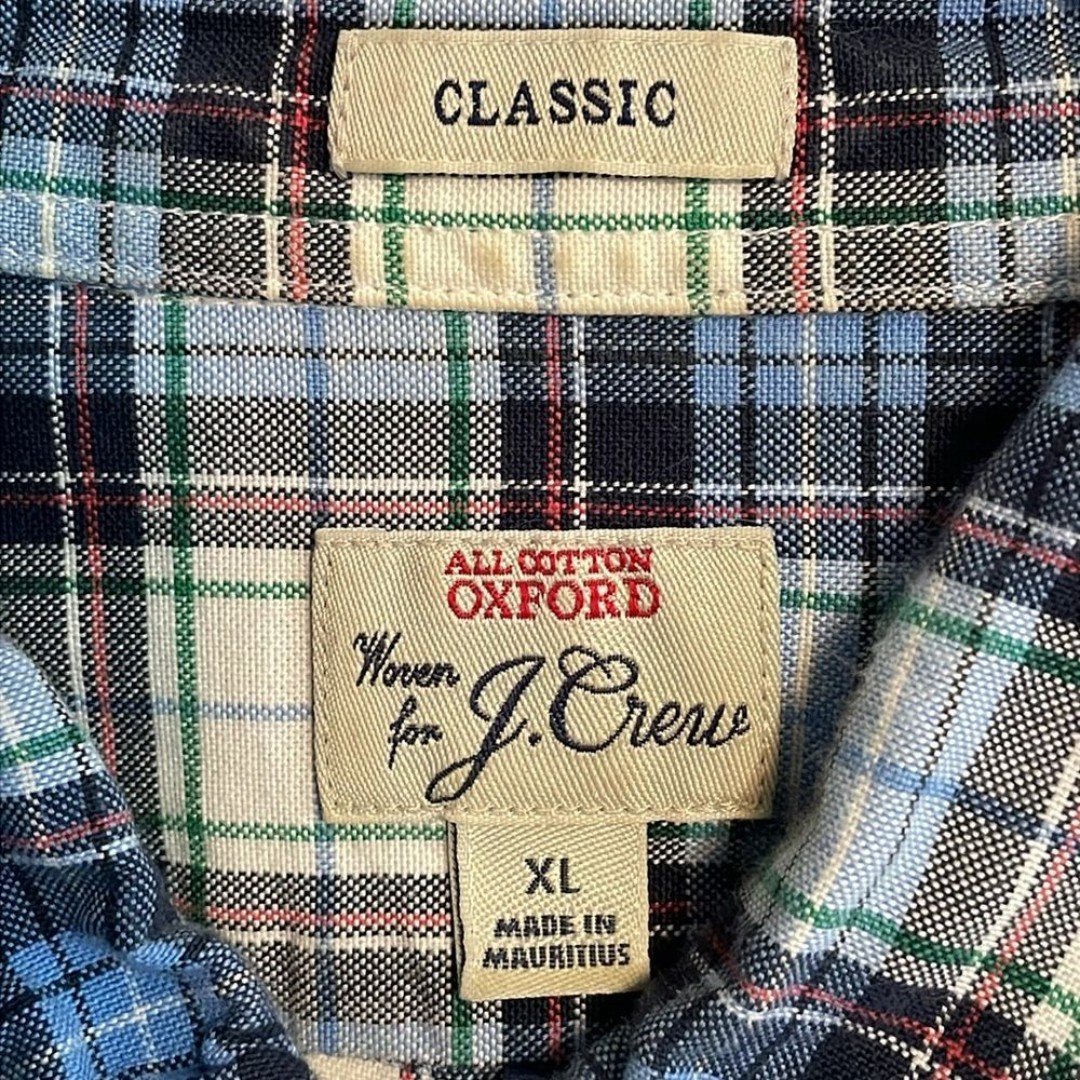 CLASSIC
ALL COTTON
OXFORD
Woven
for J.Crew
XL
MADE IN
MAURITIUS